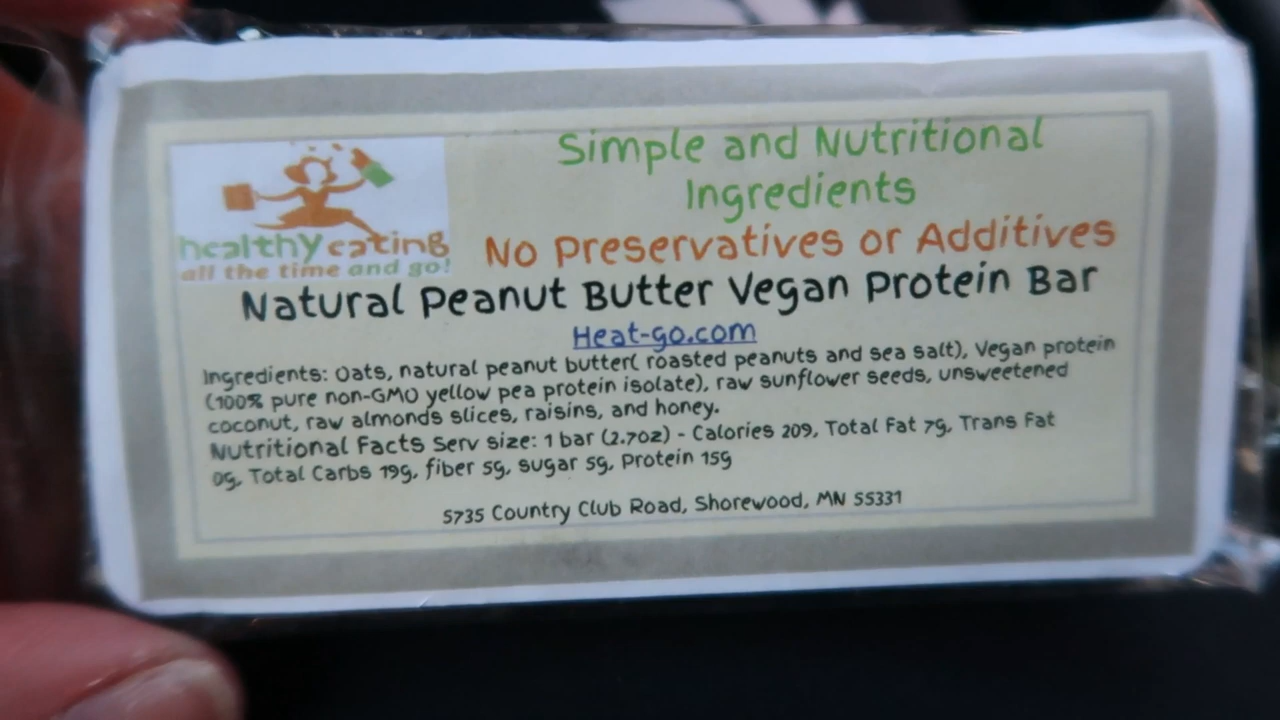 Simple and Nutritional
Ingredients
No Preservatives or Additives
healthy eating
all the time and go!
Natural Peanut Butter Vegan Protein Bar
Heat-go.com
Ingredients: Oats, natural peanut butter( roasted peanuts and sea salt), Vegan protein
(100% pure non-GMO yellow pea protein isolate), raw sunflower seeds, unsweetened
coconut, raw almonds slices, raisins, and honey.
Nutritional Facts Serv size: 1 bar (2.7oz) - Calories 209, Total Fat 7g, Trans Fat
0g, Total Carbs 19g, fiber 5g, sugar 5g, Protein 15g
5735 Country Club Road, Shorewood, MN 55331